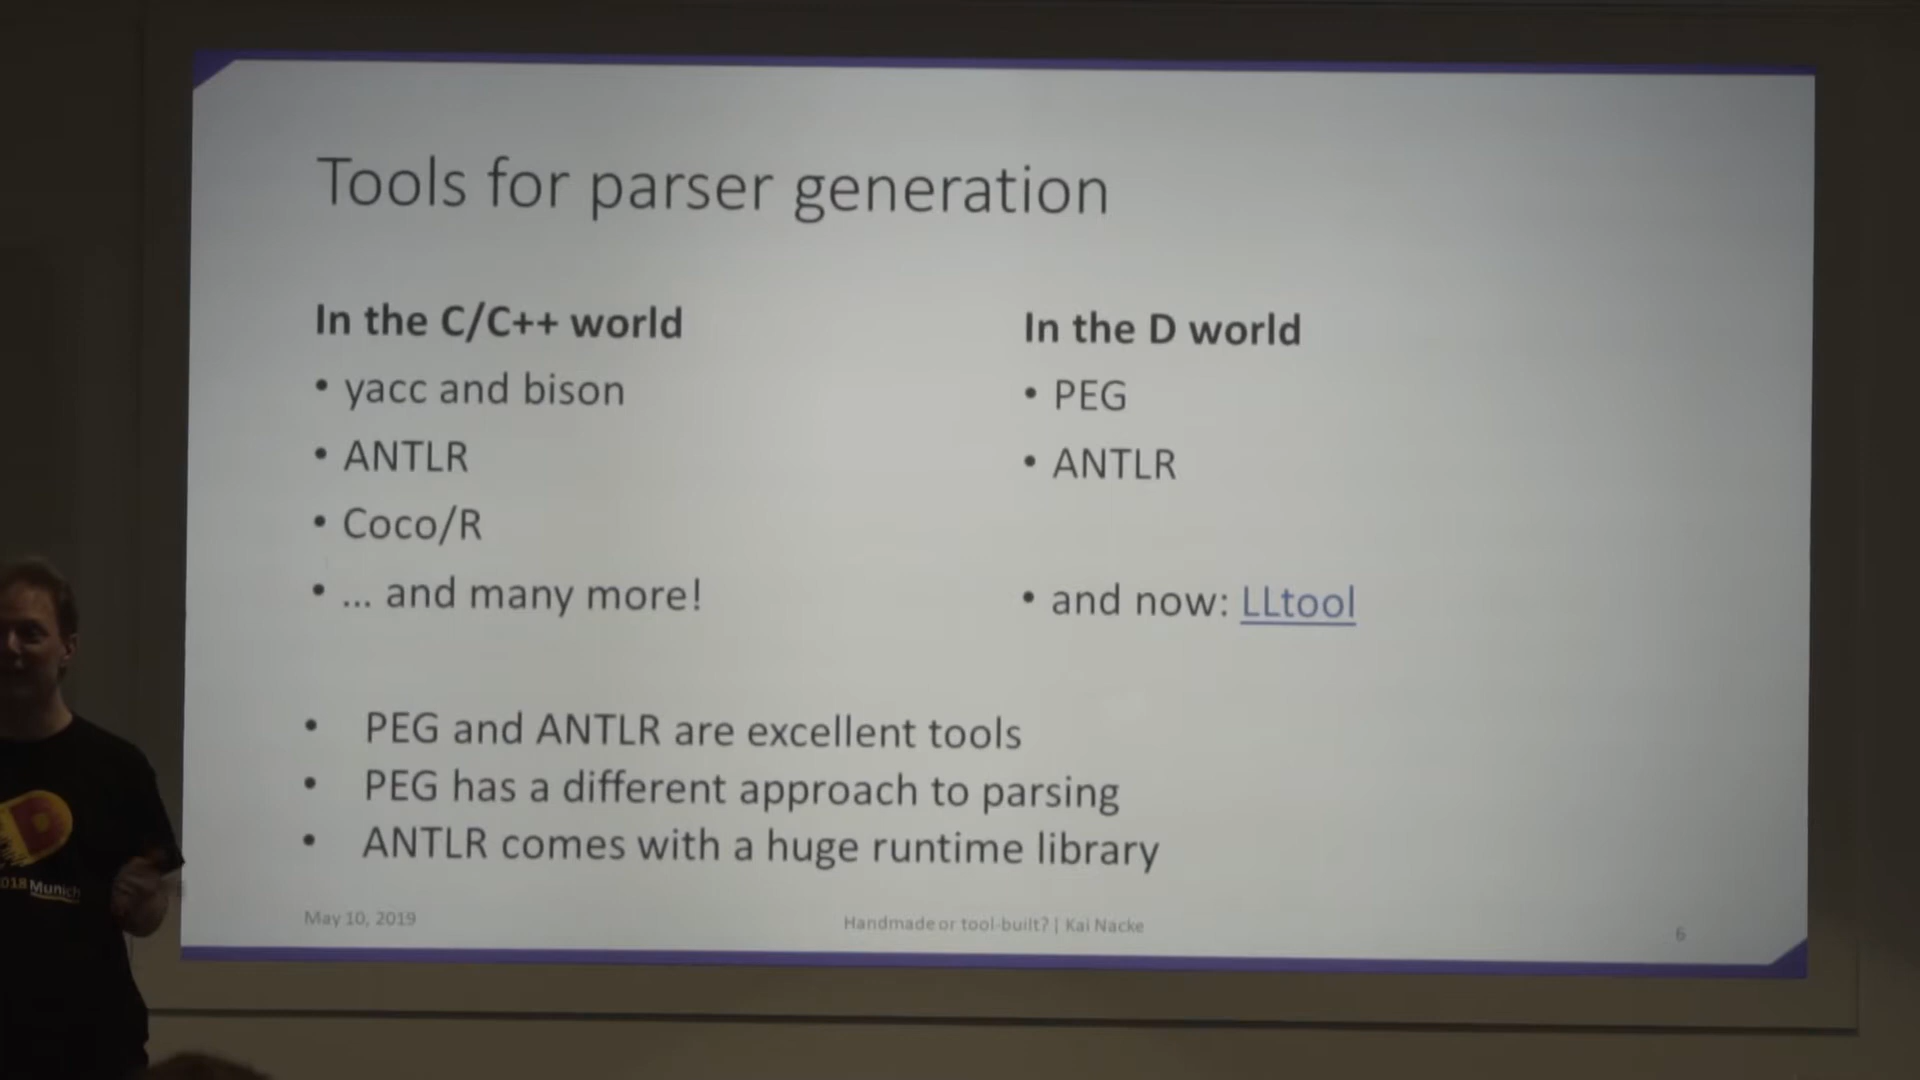 Tools for parser generation
In the C/C++ world
• yacc and bison
• ANTLR
• Coco/R
• ... and many more!
In the D world
• PEG
• ANTLR
• and now: LLtool
• PEG and ANTLR are excellent tools
• PEG has a different approach to parsing
• ANTLR comes with a huge runtime library
May 10, 2019
Handmade or tool-built? | Kai Nacke
6
D
018 Munich